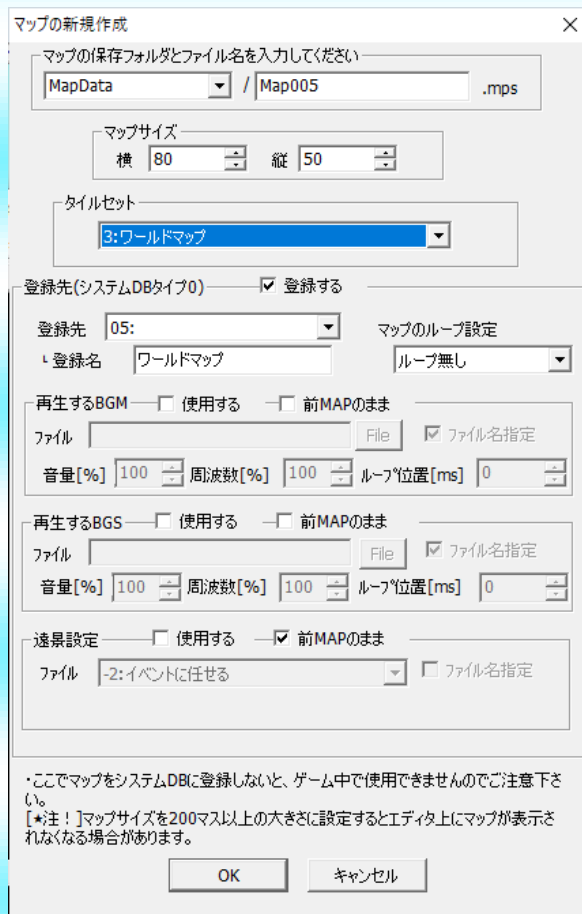 マップの新規作成
マップの保存フォルダとファイル名を入力してください
MapData / Map005 .mps
マップサイズ
横 80 縦 50
タイルセット
3:ワールドマップ
登録先(システムDBタイプ0) 登録する
登録先 05: マップのループ設定
└登録名 ワールドマップ ループ無し
再生するBGM 使用する 前MAPのまま
ファイル File ファイル名指定
音量[%] 100 周波数[%] 100 ループ位置[ms] 0
再生するBGS 使用する 前MAPのまま
ファイル File ファイル名指定
音量[%] 100 周波数[%] 100 ループ位置[ms] 0
遠景設定 使用する 前MAPのまま
ファイル -2:イベントに任せる ファイル名指定
・ここでマップをシステムDBに登録しないと、ゲーム中で使用できませんのでご注意下さ
い。
[★注!]マップサイズを200マス以上の大きさに設定するとエディタ上にマップが表示さ
れなくなる場合があります。
OK キャンセル